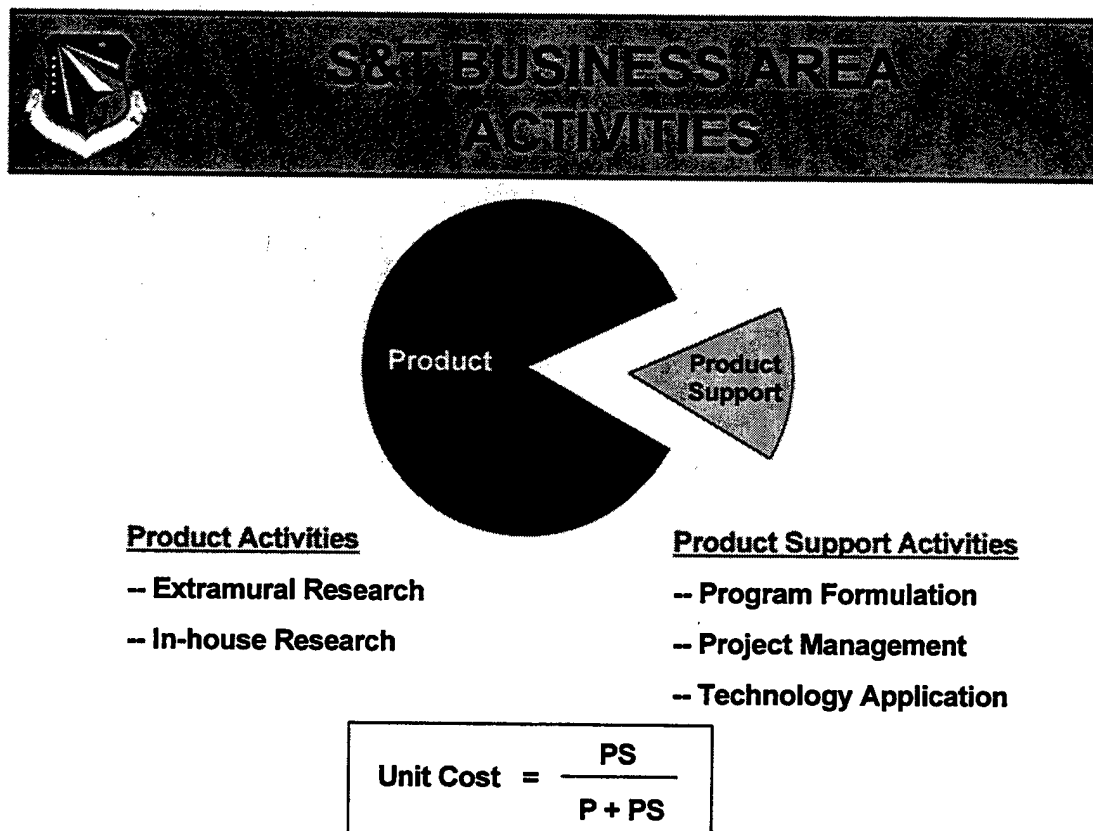 S&T BUSINESS AREA
ACTIVITIES
Product
Product
Support
Product Activities
-- Extramural Research
-- In-house Research
Product Support Activities
-- Program Formulation
-- Project Management
-- Technology Application
Unit Cost = PS
P + PS